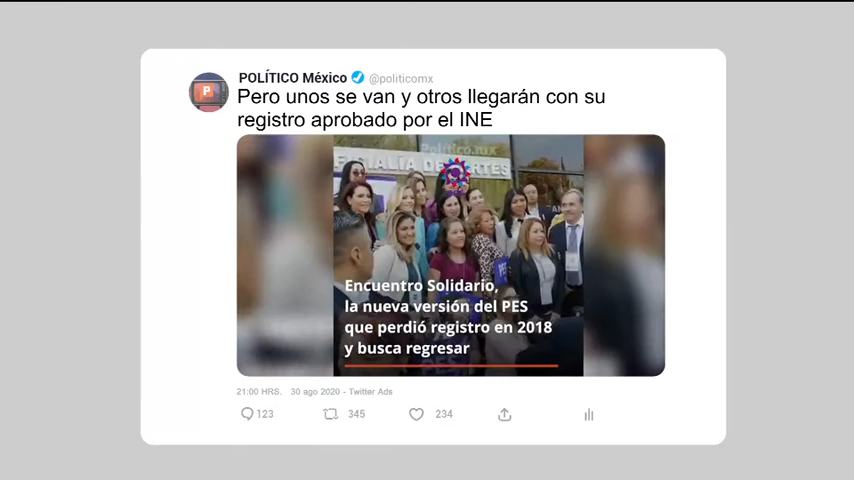 POLÍTICO México @politicomx
Pero unos se van y otros llegarán con su
registro aprobado por el INE
Político.mx
P
Encuentro Solidario,
la nueva versión del PES
que perdió registro en 2018
y busca regresar
21:00 HRS. 30 ago 2020 - Twitter Ads
123 345 234